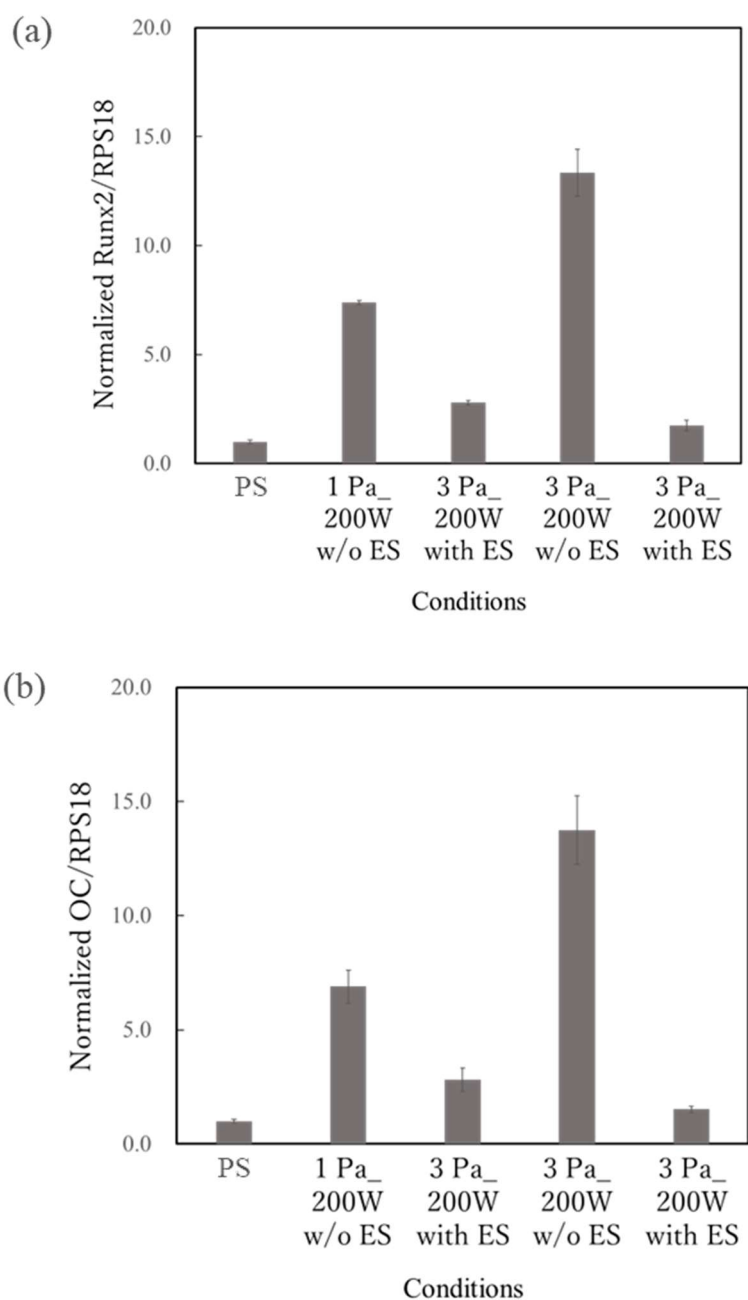 (a)
Normalized Runx2/RPS18
20.0
15.0
10.0
5.0
0.0
PS
1 Pa_
200W
w/o ES
3 Pa_
200W
with ES
3 Pa_
200W
w/o ES
3 Pa_
200W
with ES
Conditions
(b)
Normalized OC/RPS18
20.0
15.0
10.0
5.0
0.0
PS
1 Pa_
200W
w/o ES
3 Pa_
200W
with ES
3 Pa_
200W
w/o ES
3 Pa_
200W
with ES
Conditions